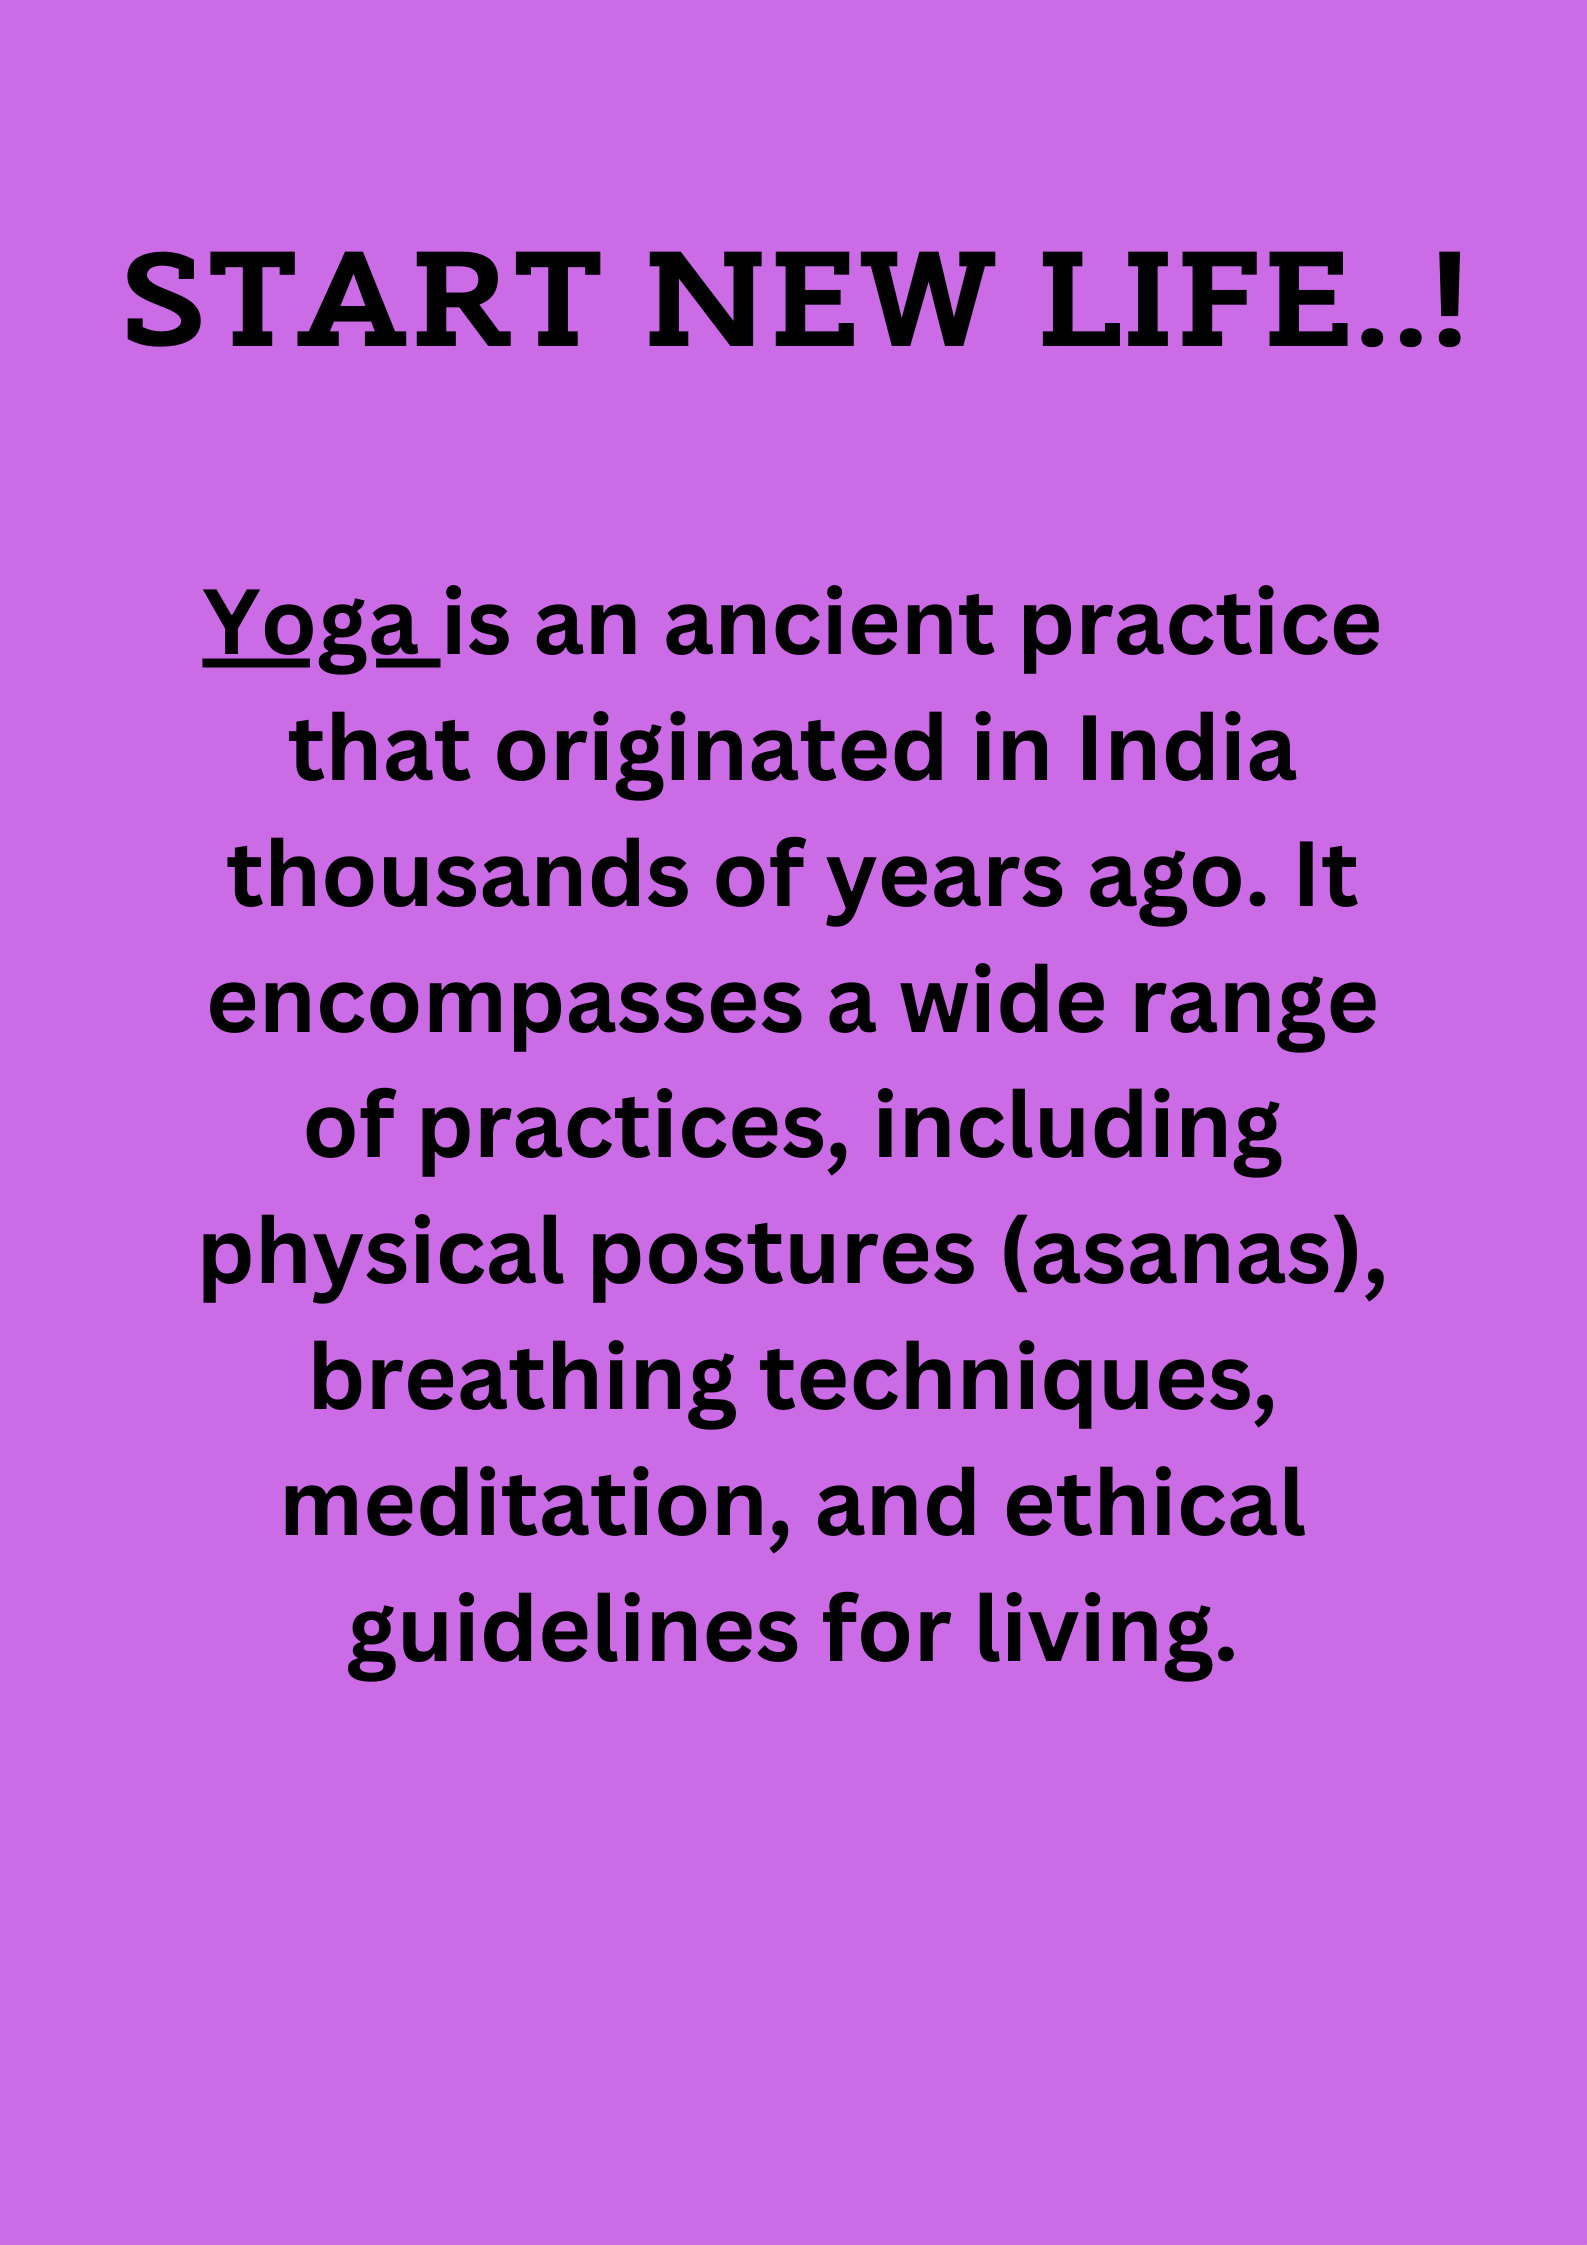 START NEW LIFE..!
Yoga is an ancient practice
that originated in India
thousands of years ago. It
encompasses a wide range
of practices, including
physical postures (asanas),
breathing techniques,
meditation, and ethical
guidelines for living.